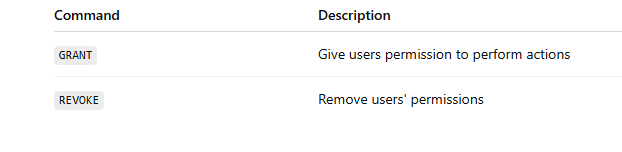 Command Description
GRANT Give users permission to perform actions
REVOKE Remove users' permissions